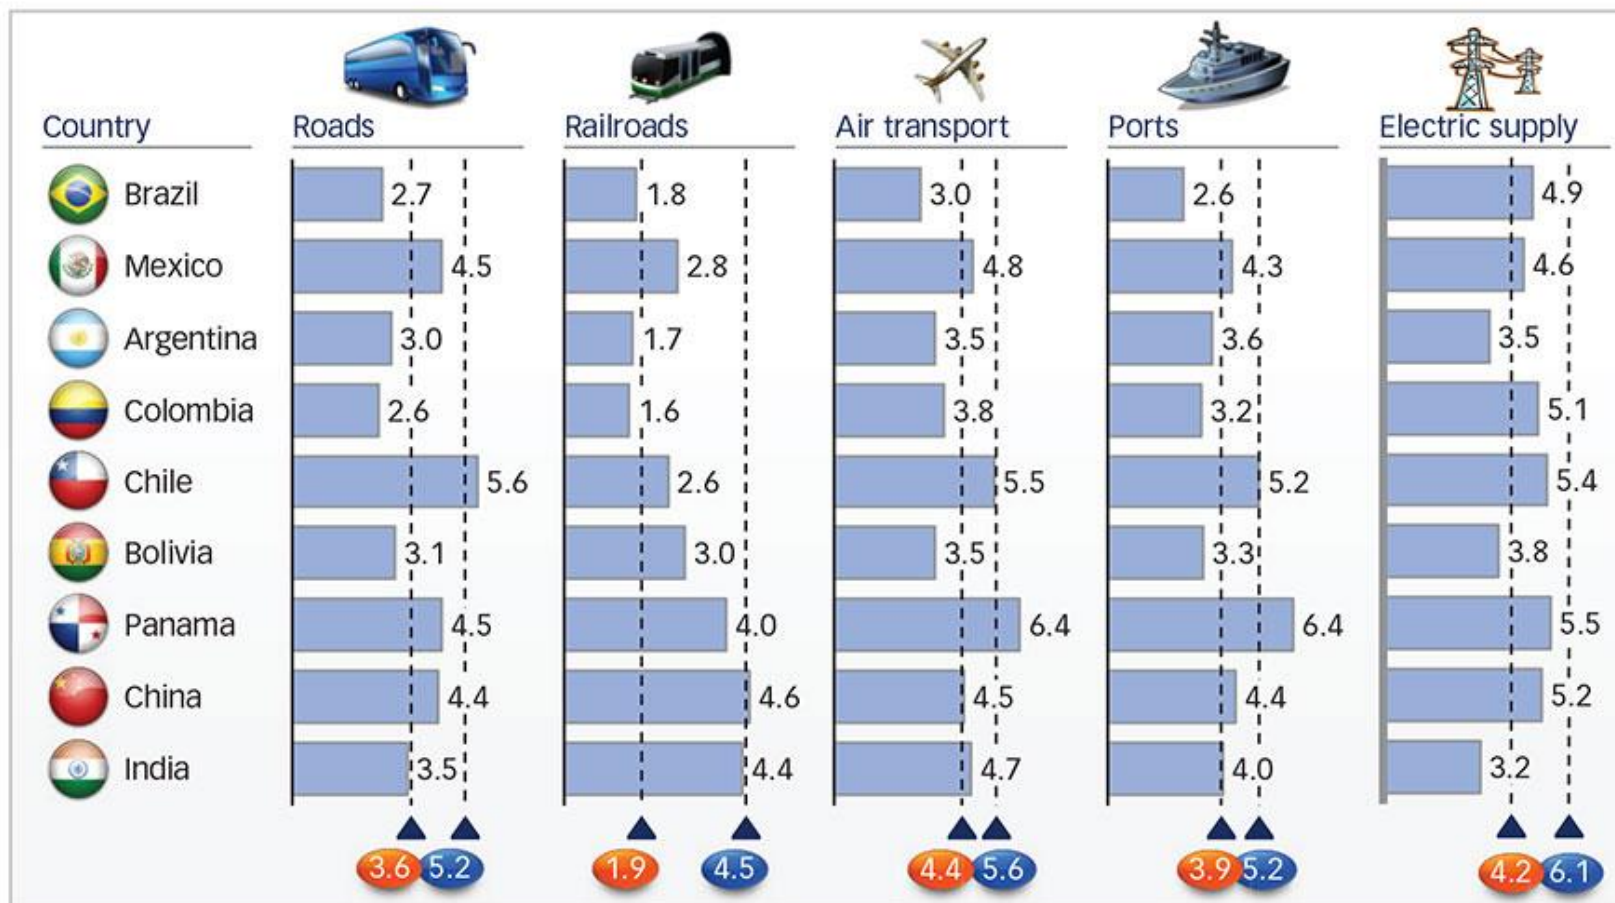 Country Roads Railroads Air transport Ports Electric supply
Brazil 2.7 1.8 3.0 2.6 4.9
Mexico 4.5 2.8 4.8 4.3 4.6
Argentina 3.0 1.7 3.5 3.6 3.5
Colombia 2.6 1.6 3.8 3.2 5.1
Chile 5.6 2.6 5.5 5.2 5.4
Bolivia 3.1 3.0 3.5 3.3 3.8
Panama 4.5 4.0 6.4 6.4 5.5
China 4.4 4.6 4.5 4.4 5.2
India 3.5 4.4 4.7 4.0 3.2
3.6 5.2 1.9 4.5 4.4 5.6 3.9 5.2 4.2 6.1